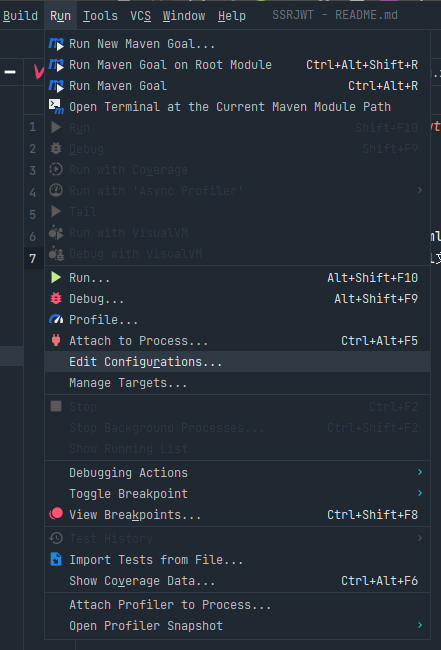 Build Run Tools VCS Window Help SSRJWT - README.md
Run New Maven Goal...
Run Maven Goal on Root Module Ctrl+Alt+Shift+R
Run Maven Goal Ctrl+Alt+R
Open Terminal at the Current Maven Module Path
1 Run Shift+F10
2 Debug Shift+F9
3 Run with Coverage
4 Run with 'Async Profiler'
5 Tail
6 Run with VisualVM
7 Debug with VisualVM
Run... Alt+Shift+F10
Debug... Alt+Shift+F9
Profile...
Attach to Process... Ctrl+Alt+F5
Edit Configurations...
Manage Targets...
Stop Ctrl+F2
Stop Background Processes... Ctrl+Shift+F2
Show Running List
Debugging Actions
Toggle Breakpoint
View Breakpoints... Ctrl+Shift+F8
Test History
Import Tests from File...
Show Coverage Data... Ctrl+Alt+F6
Attach Profiler to Process...
Open Profiler Snapshot